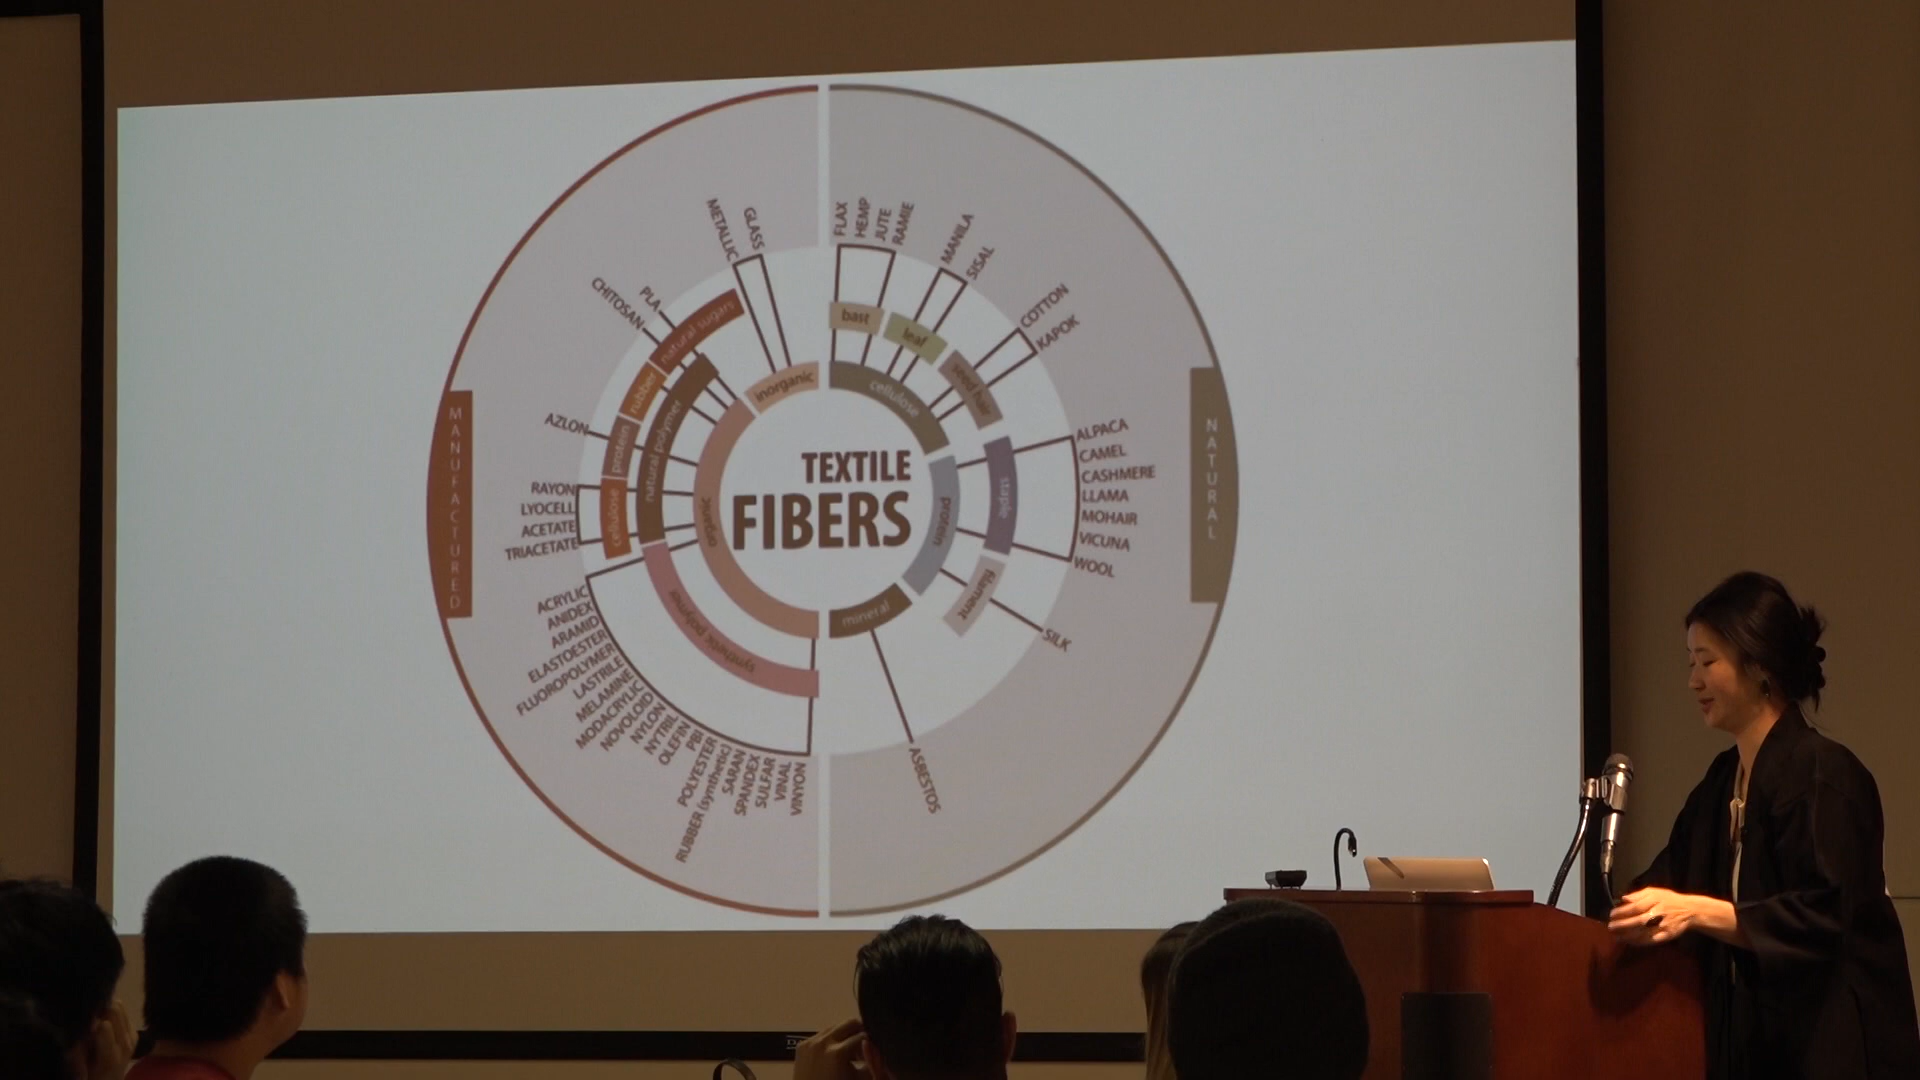 TEXTILE
FIBERS
MANUFACTURED
NATURAL
inorganic
METALLIC
GLASS
organic
natural polymer
natural sugars
CHITOSAN
PLA
rubber
protein
AZLON
cellulose
RAYON
LYOCELL
ACETATE
TRIACETATE
synthetic polymer
ACRYLIC
ANIDEX
ARAMID
ELASTOESTER
FLUOROPOLYMER
LASTRILE
MELAMINE
MODACRYLIC
NOVOLOID
NYLON
NYTRIL
OLEFIN
PBI
POLYESTER
RUBBER (synthetic)
SARAN
SPANDEX
SULFAR
VINAL
VINYON
cellulose
bast
FLAX
HEMP
JUTE
RAMIE
leaf
MANILA
SISAL
seed hair
COTTON
KAPOK
protein
staple
ALPACA
CAMEL
CASHMERE
LLAMA
MOHAIR
VICUNA
WOOL
filament
SILK
mineral
ASBESTOS